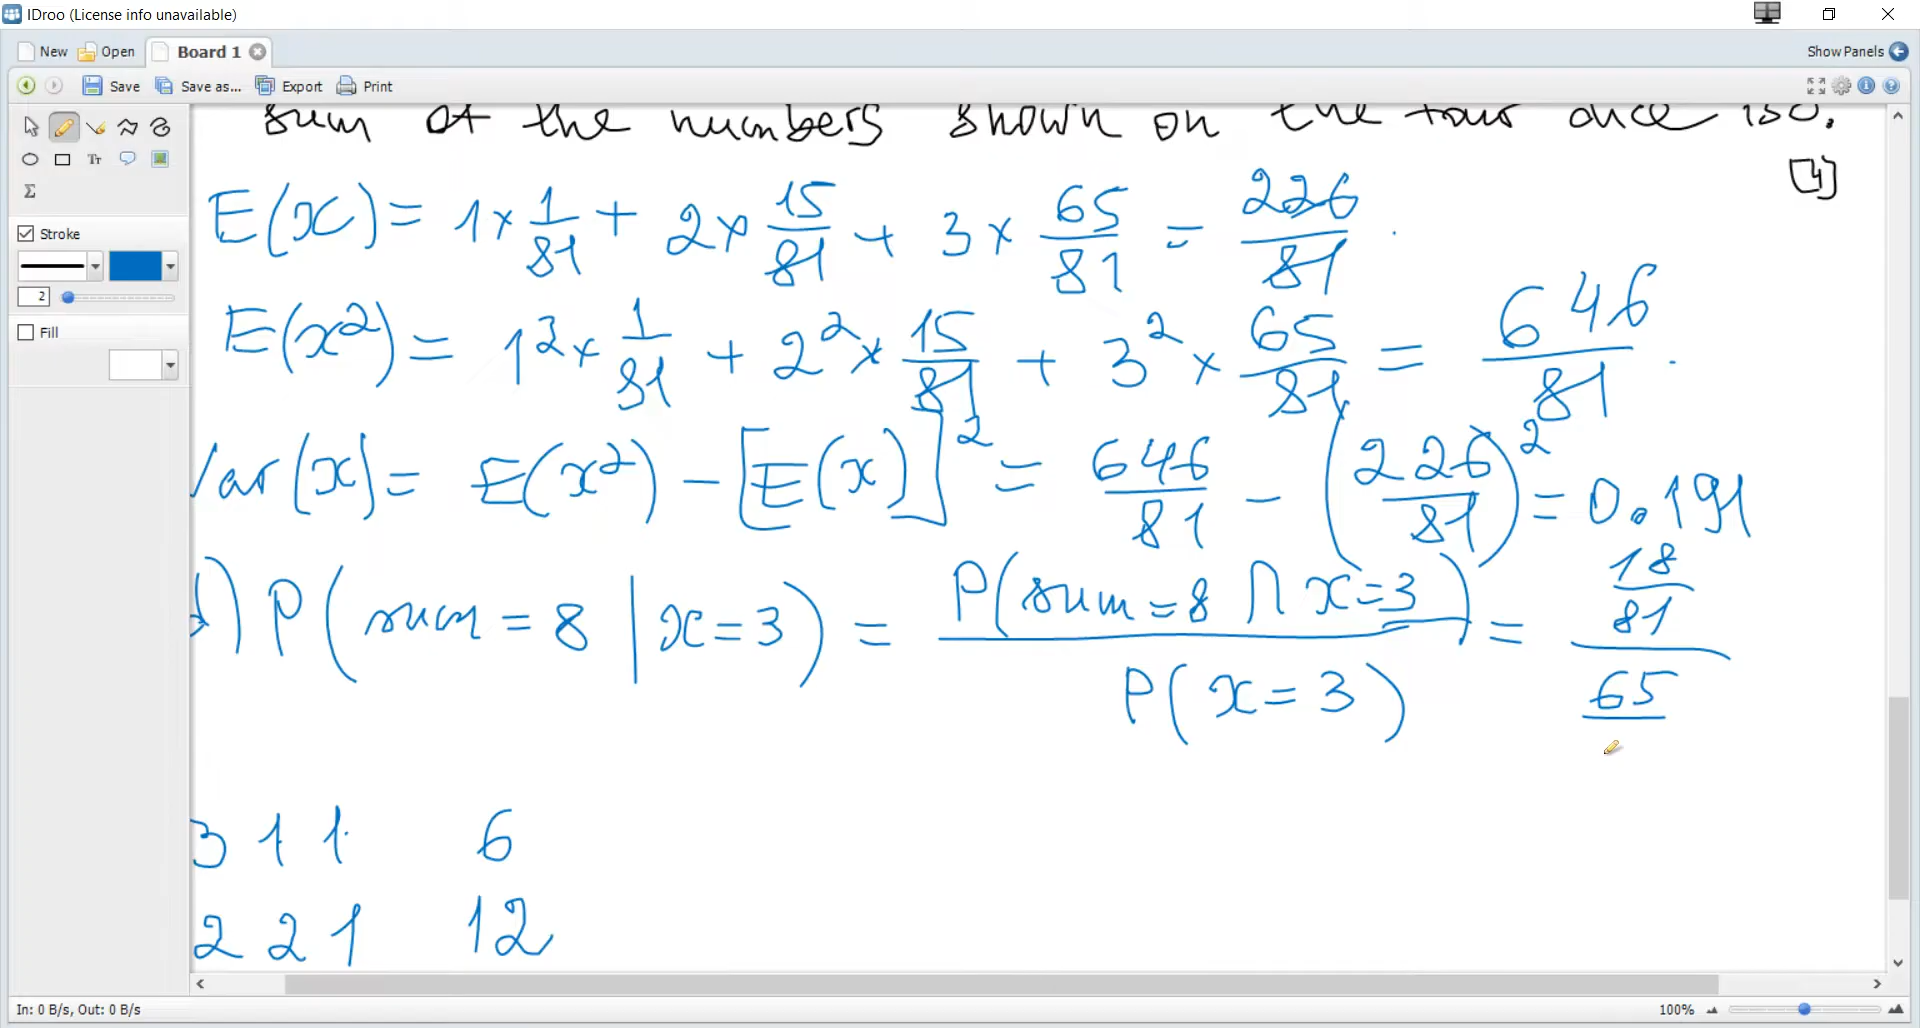 IDroo (License info unavailable)
New Open Board 1 Show Panels
Save Save as... Export Print
sum of the numbers shown on the four dice is 8.
[4]
Tт
Σ
Stroke
2
Fill
E(x) = 1 × 1/81 + 2 × 15/81 + 3 × 65/81 = 226/81 .
E(x²) = 1² × 1/81 + 2² × 15/81 + 3² × 65/81 = 646/81 .
Var(x) = E(x²) - [E(x)]² = 646/81 - (226/81)² = 0.191
d) P(sum = 8 | x = 3) = P(sum = 8 ∩ x = 3) / P(x = 3) = 18/81 / 65
3 1 1 6
2 2 1 12
In: 0 B/s, Out: 0 B/s 100%